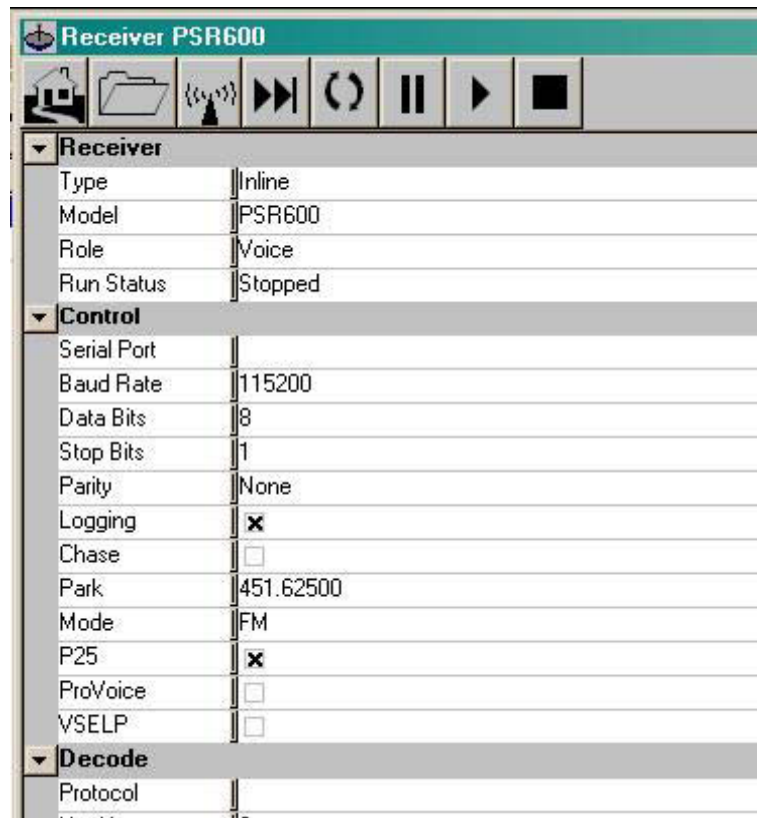 Receiver PSR600
Receiver
Type Inline
Model PSR600
Role Voice
Run Status Stopped
Control
Serial Port
Baud Rate 115200
Data Bits 8
Stop Bits 1
Parity None
Logging
Chase
Park 451.62500
Mode FM
P25
ProVoice
VSELP
Decode
Protocol